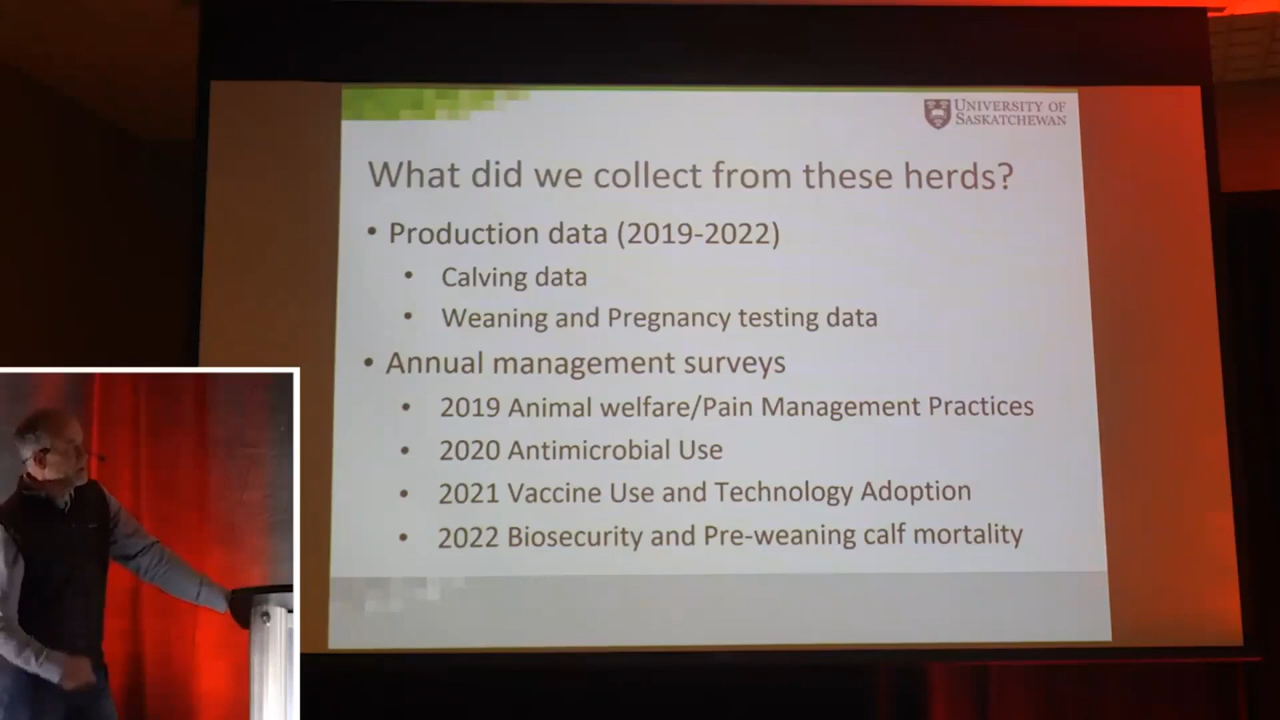 UNIVERSITY OF
SASKATCHEWAN
What did we collect from these herds?
• Production data (2019-2022)
• Calving data
• Weaning and Pregnancy testing data
• Annual management surveys
• 2019 Animal welfare/Pain Management Practices
• 2020 Antimicrobial Use
• 2021 Vaccine Use and Technology Adoption
• 2022 Biosecurity and Pre-weaning calf mortality